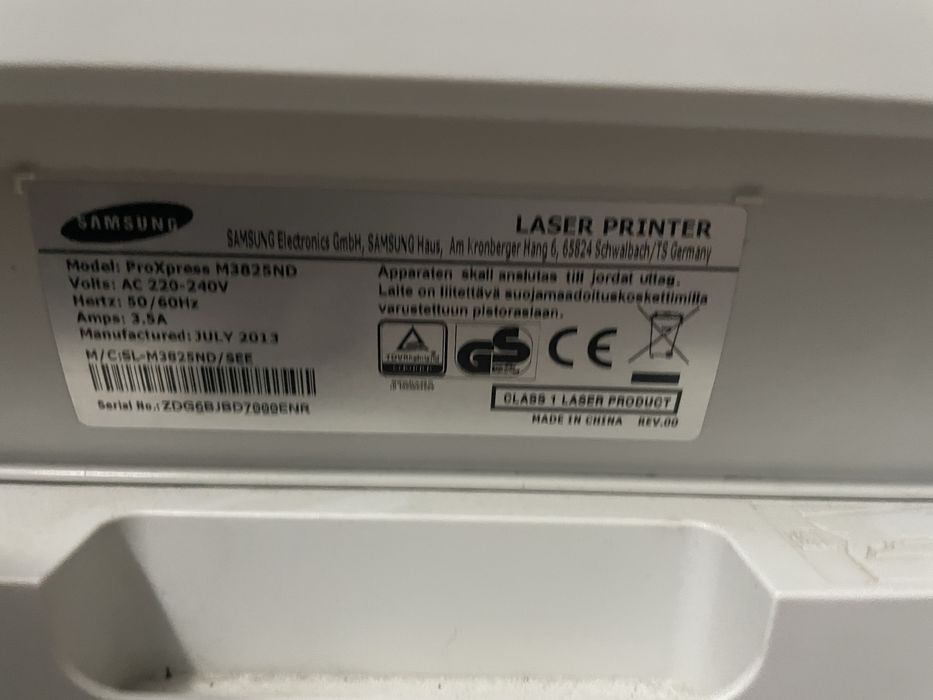 SAMSUNG
LASER PRINTER
SAMSUNG Electronics GmbH, SAMSUNG Haus, Am kronberger Hang 6, 65824 Schwalbach/TS Germany
Model: ProXpress M3825ND
Volts: AC 220-240V
Hertz: 50/60Hz
Amps: 3.5A
Manufactured: JULY 2013
M/C:SL-M3825ND/SEE
Serial No.:
Apparaten skall anslutas till jordat uttag.
Laite on liitettävä suojamaadoituskoskettimilla
varustettuun pistorasiaan.
GS
CE
CLASS 1 LASER PRODUCT
MADE IN CHINA REV.00